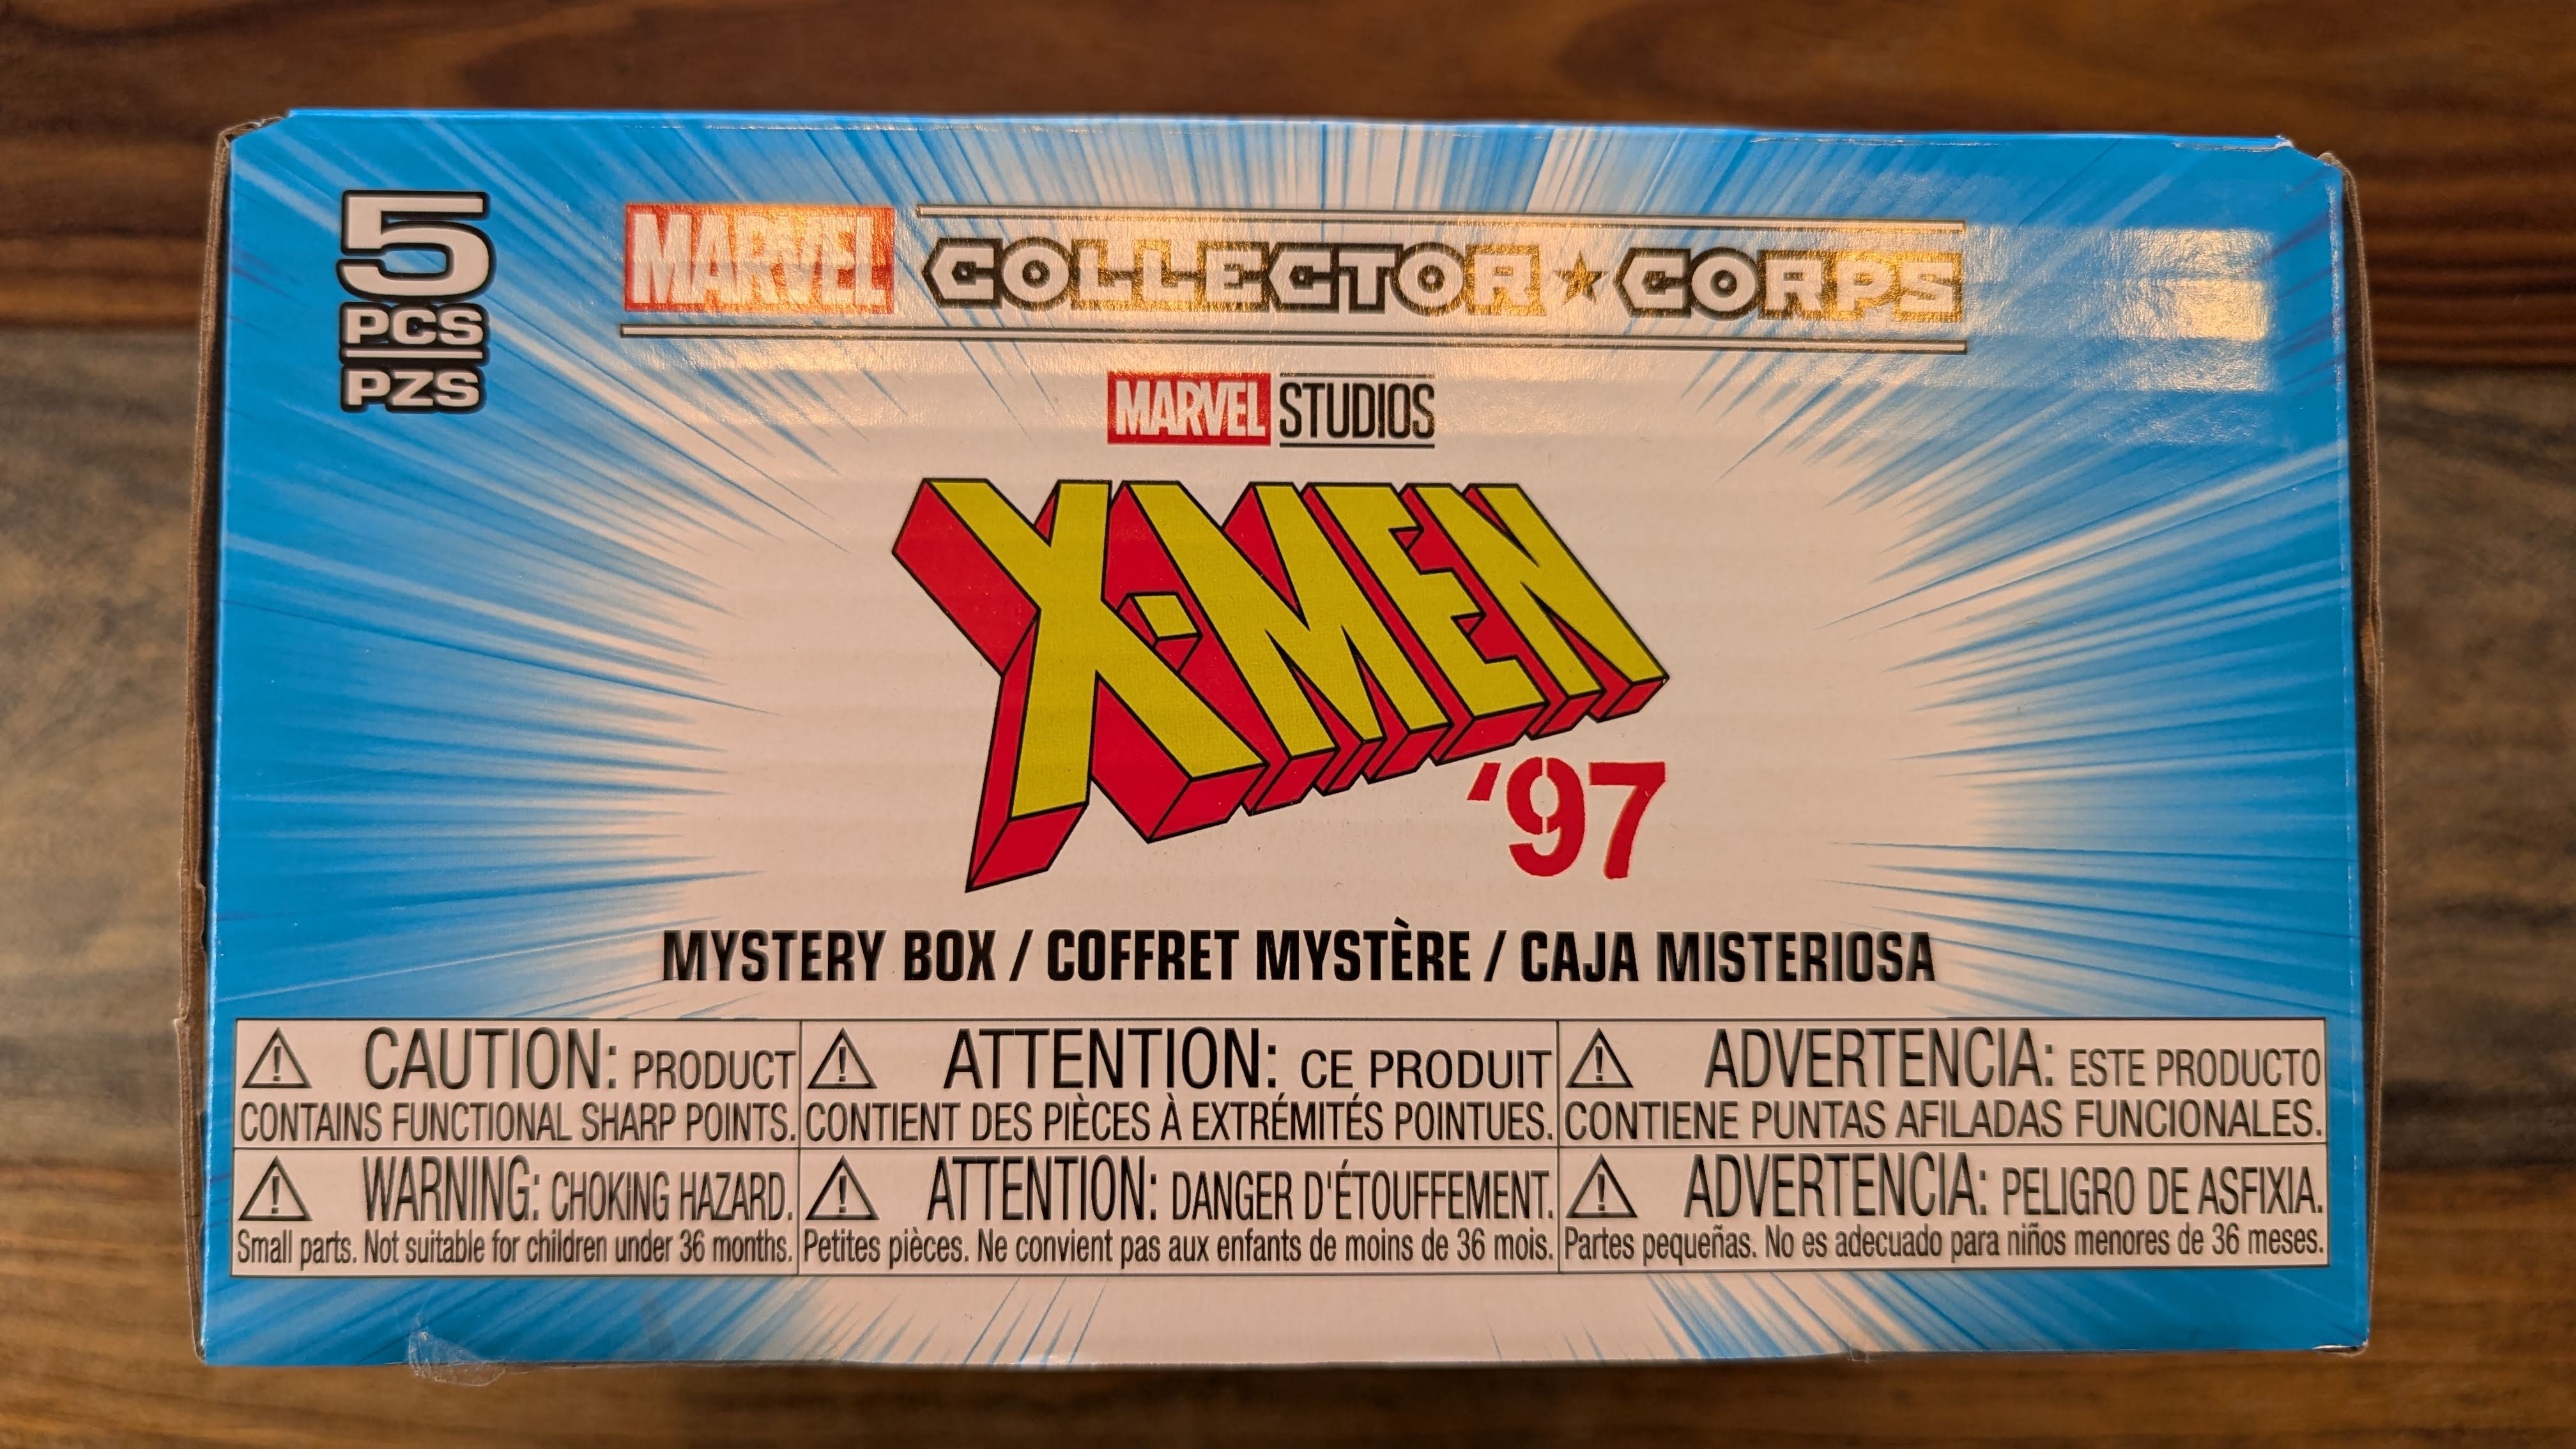 5
PCS
PZS
MARVEL COLLECTOR★CORPS
MARVEL STUDIOS
X-MEN
'97
MYSTERY BOX / COFFRET MYSTÈRE / CAJA MISTERIOSA
⚠ CAUTION: PRODUCT
CONTAINS FUNCTIONAL SHARP POINTS.
⚠ ATTENTION: CE PRODUIT
CONTIENT DES PIÈCES À EXTRÉMITÉS POINTUES.
⚠ ADVERTENCIA: ESTE PRODUCTO
CONTIENE PUNTAS AFILADAS FUNCIONALES.
⚠ WARNING: CHOKING HAZARD.
Small parts. Not suitable for children under 36 months.
⚠ ATTENTION: DANGER D'ÉTOUFFEMENT.
Petites pièces. Ne convient pas aux enfants de moins de 36 mois.
⚠ ADVERTENCIA: PELIGRO DE ASFIXIA.
Partes pequeñas. No es adecuado para niños menores de 36 meses.